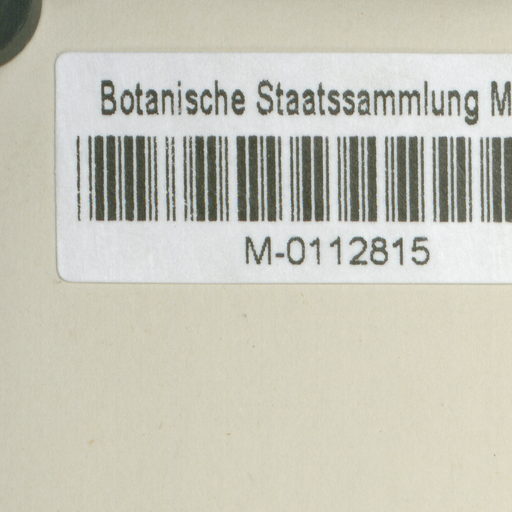 Botanische Staatssammlung M
M-0112815